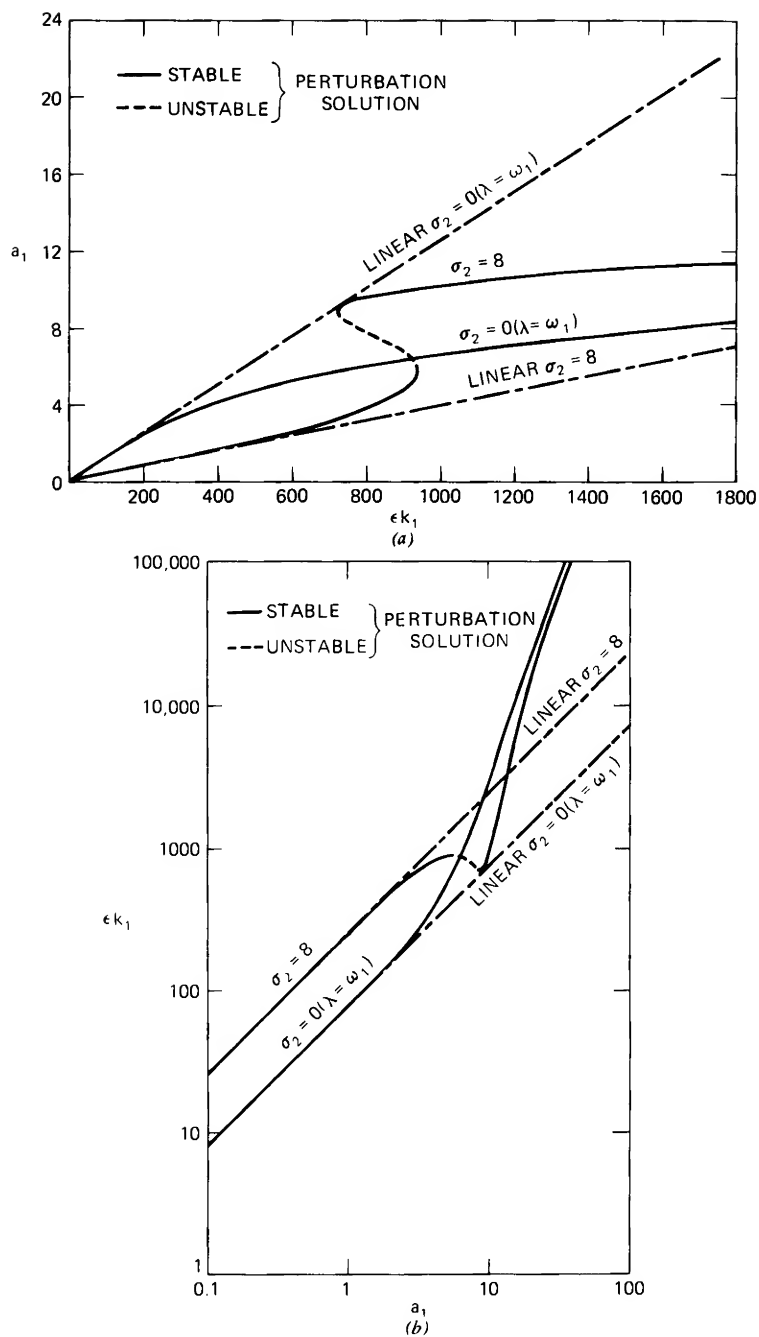 24
20
16
12
8
4
0
a₁
STABLE
UNSTABLE
PERTURBATION
SOLUTION
LINEAR σ₂ = 0(λ = ω₁)
σ₂ = 8
σ₂ = 0(λ = ω₁)
LINEAR σ₂ = 8
200 400 600 800 1000 1200 1400 1600 1800
ϵk₁
(a)
100,000
10,000
1000
100
10
1
ϵk₁
STABLE
UNSTABLE
PERTURBATION
SOLUTION
LINEAR σ₂ = 8
LINEAR σ₂ = 0(λ = ω₁)
σ₂ = 8
σ₂ = 0(λ = ω₁)
0.1 1 10 100
a₁
(b)